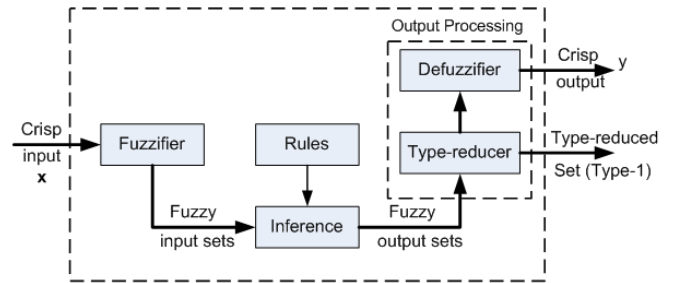 Output Processing
Defuzzifier
Crisp
output
y
Crisp
input
x
Fuzzifier
Rules
Type-reducer
Type-reduced
Set (Type-1)
Fuzzy
input sets
Inference
Fuzzy
output sets